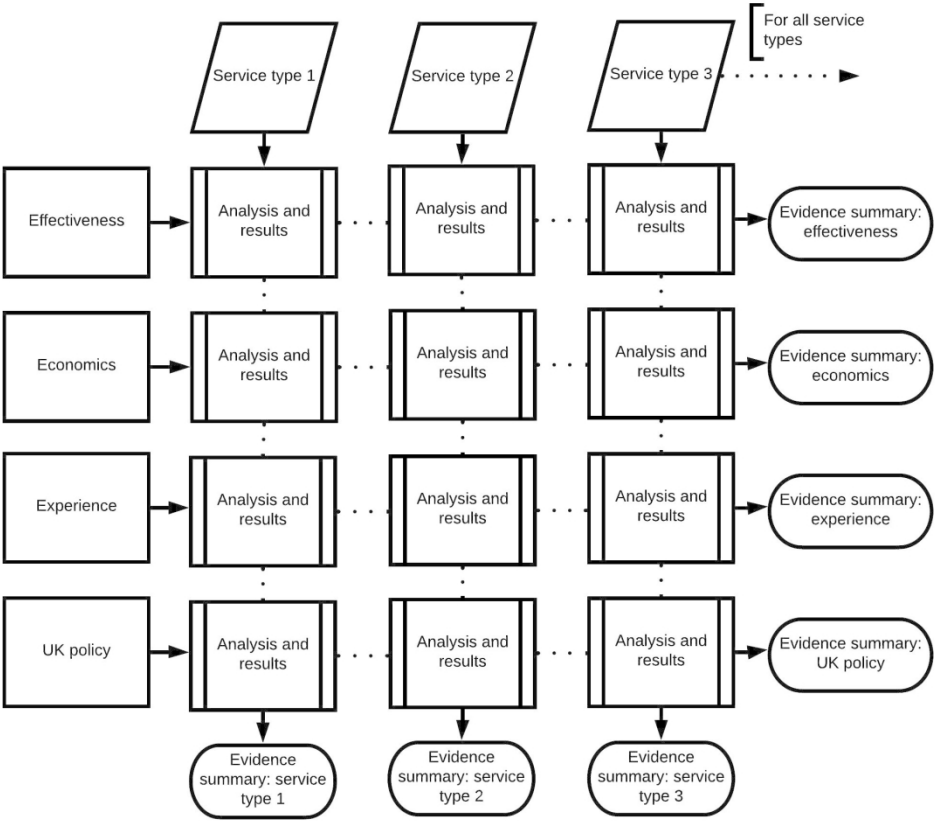 For all service
types
Service type 1
Service type 2
Service type 3
Effectiveness
Analysis and
results
Analysis and
results
Analysis and
results
Evidence summary:
effectiveness
Economics
Analysis and
results
Analysis and
results
Analysis and
results
Evidence summary:
economics
Experience
Analysis and
results
Analysis and
results
Analysis and
results
Evidence summary:
experience
UK policy
Analysis and
results
Analysis and
results
Analysis and
results
Evidence summary:
UK policy
Evidence
summary: service
type 1
Evidence
summary: service
type 2
Evidence
summary: service
type 3